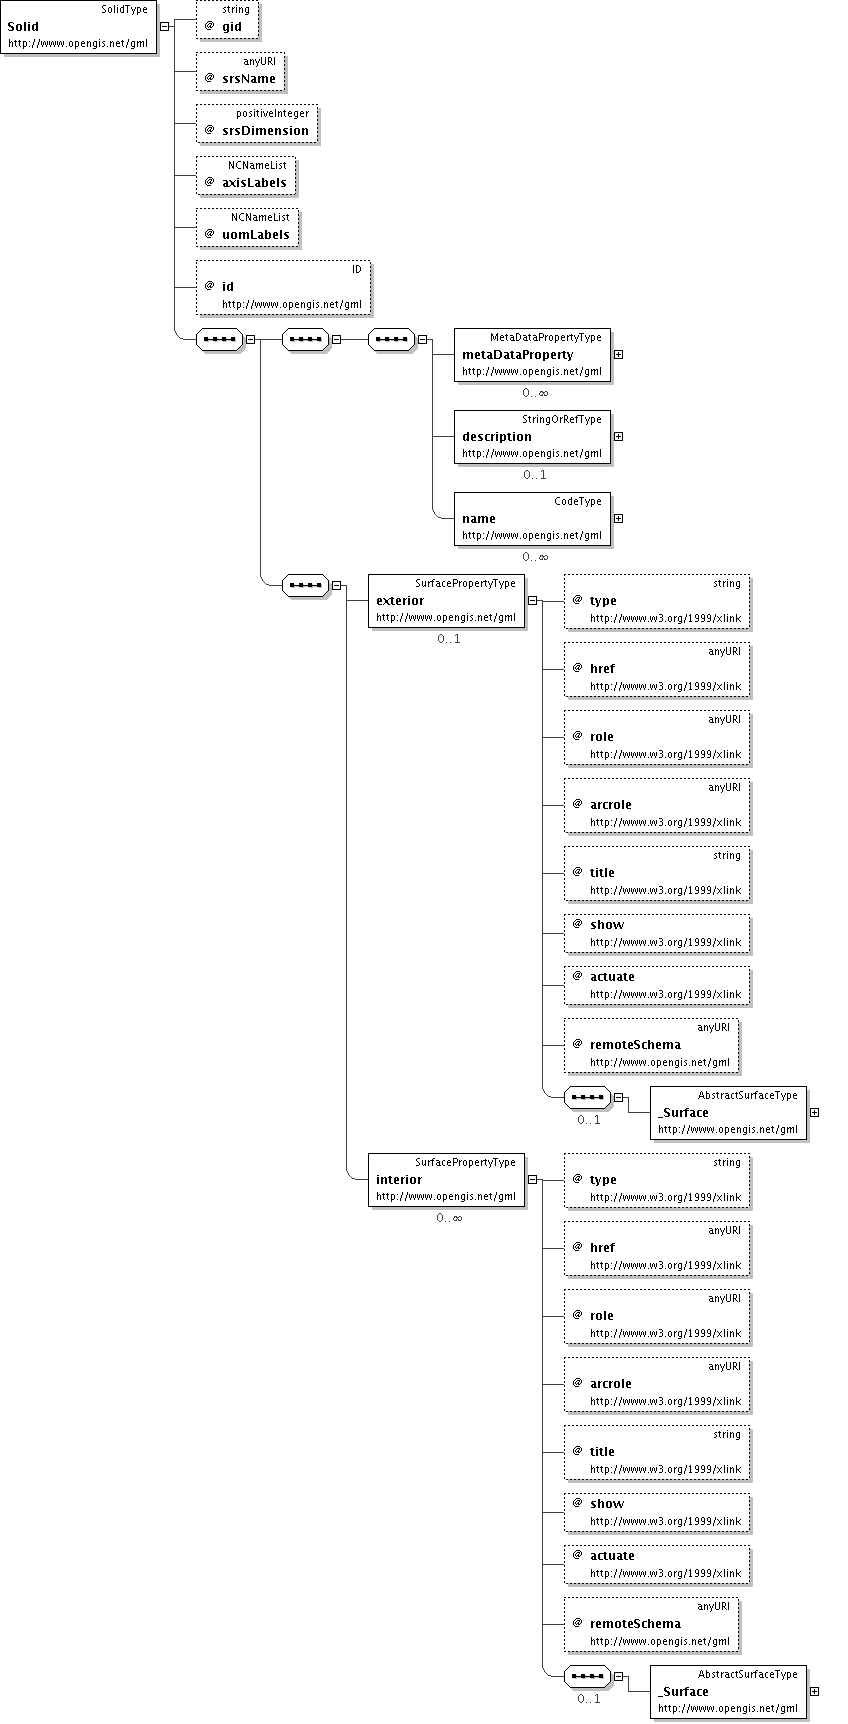 SolidType
Solid
http://www.opengis.net/gml
string
@ gid
anyURI
@ srsName
positiveInteger
@ srsDimension
NCNameList
@ axisLabels
NCNameList
@ uomLabels
ID
@ id
http://www.opengis.net/gml
MetaDataPropertyType
metaDataProperty
http://www.opengis.net/gml
0..∞
StringOrRefType
description
http://www.opengis.net/gml
0..1
CodeType
name
http://www.opengis.net/gml
0..∞
SurfacePropertyType
exterior
http://www.opengis.net/gml
0..1
string
@ type
http://www.w3.org/1999/xlink
anyURI
@ href
http://www.w3.org/1999/xlink
anyURI
@ role
http://www.w3.org/1999/xlink
anyURI
@ arcrole
http://www.w3.org/1999/xlink
string
@ title
http://www.w3.org/1999/xlink
@ show
http://www.w3.org/1999/xlink
@ actuate
http://www.w3.org/1999/xlink
anyURI
@ remoteSchema
http://www.opengis.net/gml
0..1
AbstractSurfaceType
_Surface
http://www.opengis.net/gml
SurfacePropertyType
interior
http://www.opengis.net/gml
0..∞
string
@ type
http://www.w3.org/1999/xlink
anyURI
@ href
http://www.w3.org/1999/xlink
anyURI
@ role
http://www.w3.org/1999/xlink
anyURI
@ arcrole
http://www.w3.org/1999/xlink
string
@ title
http://www.w3.org/1999/xlink
@ show
http://www.w3.org/1999/xlink
@ actuate
http://www.w3.org/1999/xlink
anyURI
@ remoteSchema
http://www.opengis.net/gml
0..1
AbstractSurfaceType
_Surface
http://www.opengis.net/gml